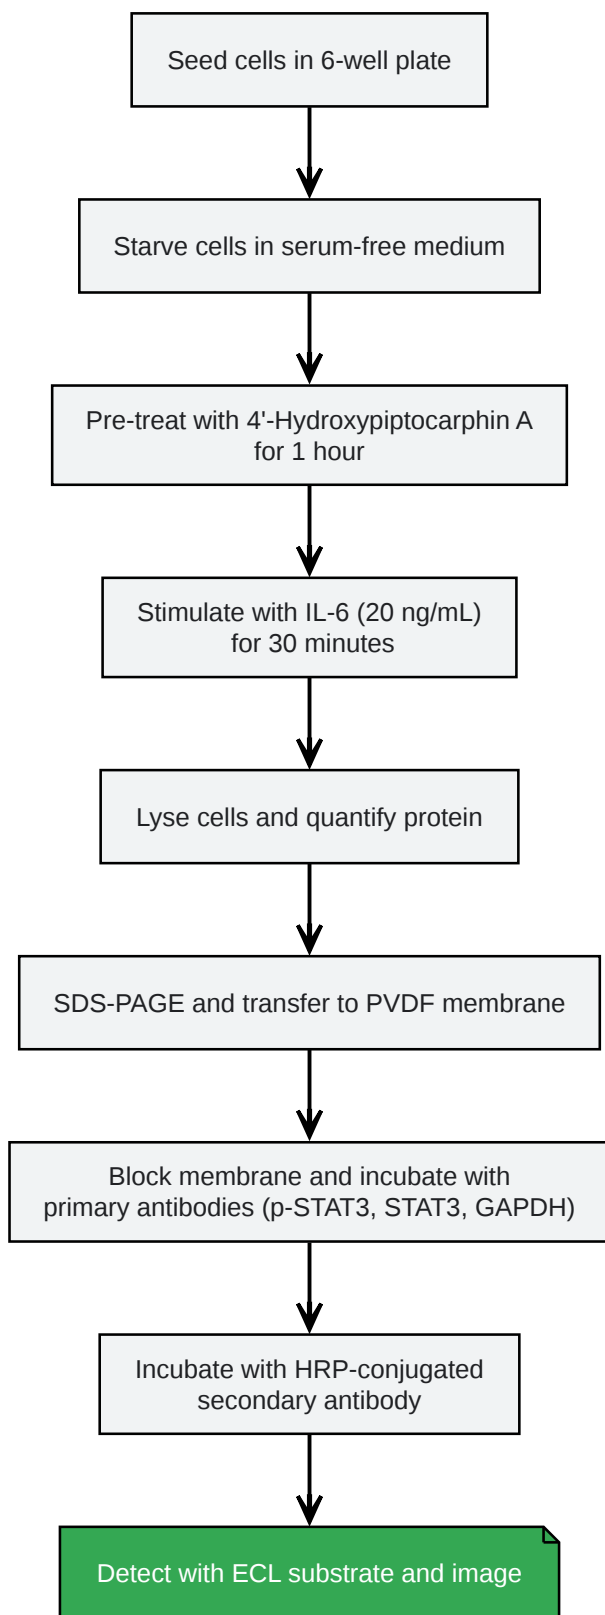 Seed cells in 6-well plate
Starve cells in serum-free medium
Pre-treat with 4'-Hydroxypiptocarphin A
for 1 hour
Stimulate with IL-6 (20 ng/mL)
for 30 minutes
Lyse cells and quantify protein
SDS-PAGE and transfer to PVDF membrane
Block membrane and incubate with
primary antibodies (p-STAT3, STAT3, GAPDH)
Incubate with HRP-conjugated
secondary antibody
Detect with ECL substrate and image